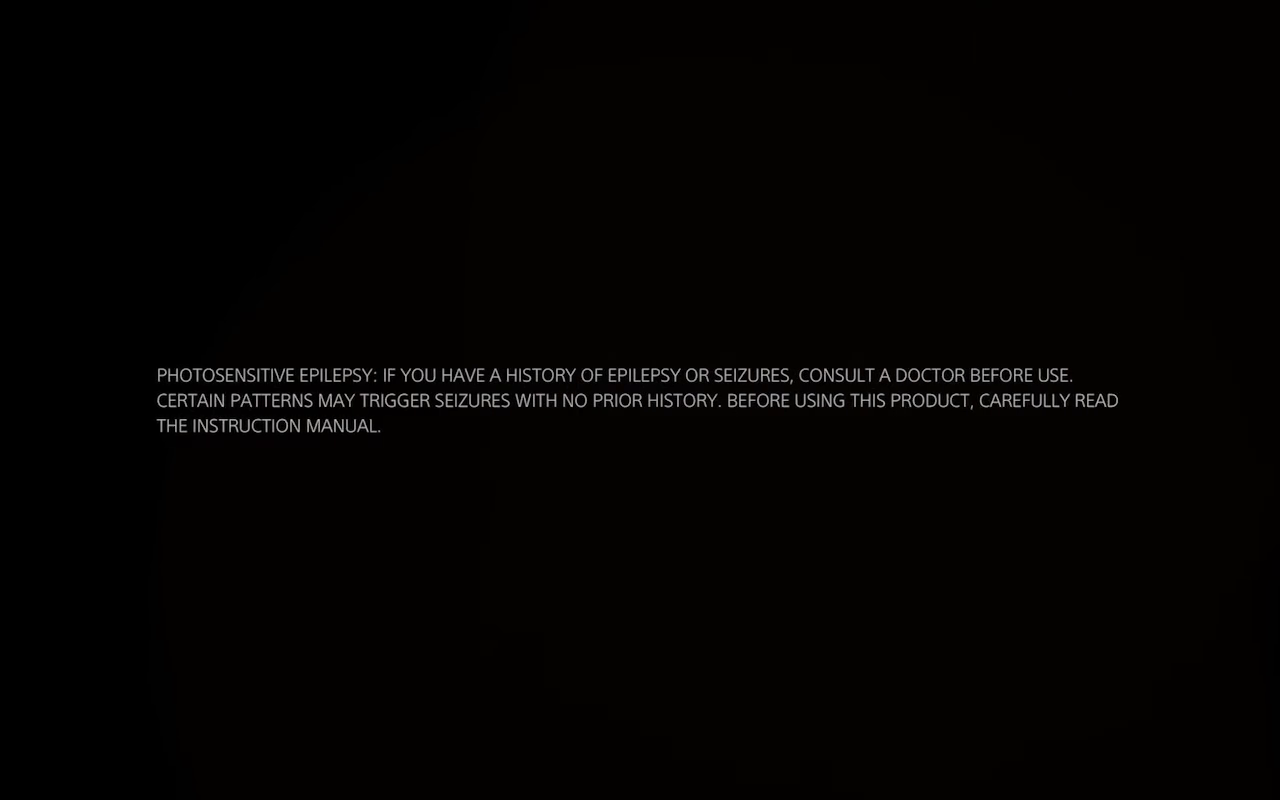 PHOTOSENSITIVE EPILEPSY: IF YOU HAVE A HISTORY OF EPILEPSY OR SEIZURES, CONSULT A DOCTOR BEFORE USE.
CERTAIN PATTERNS MAY TRIGGER SEIZURES WITH NO PRIOR HISTORY. BEFORE USING THIS PRODUCT, CAREFULLY READ
THE INSTRUCTION MANUAL.